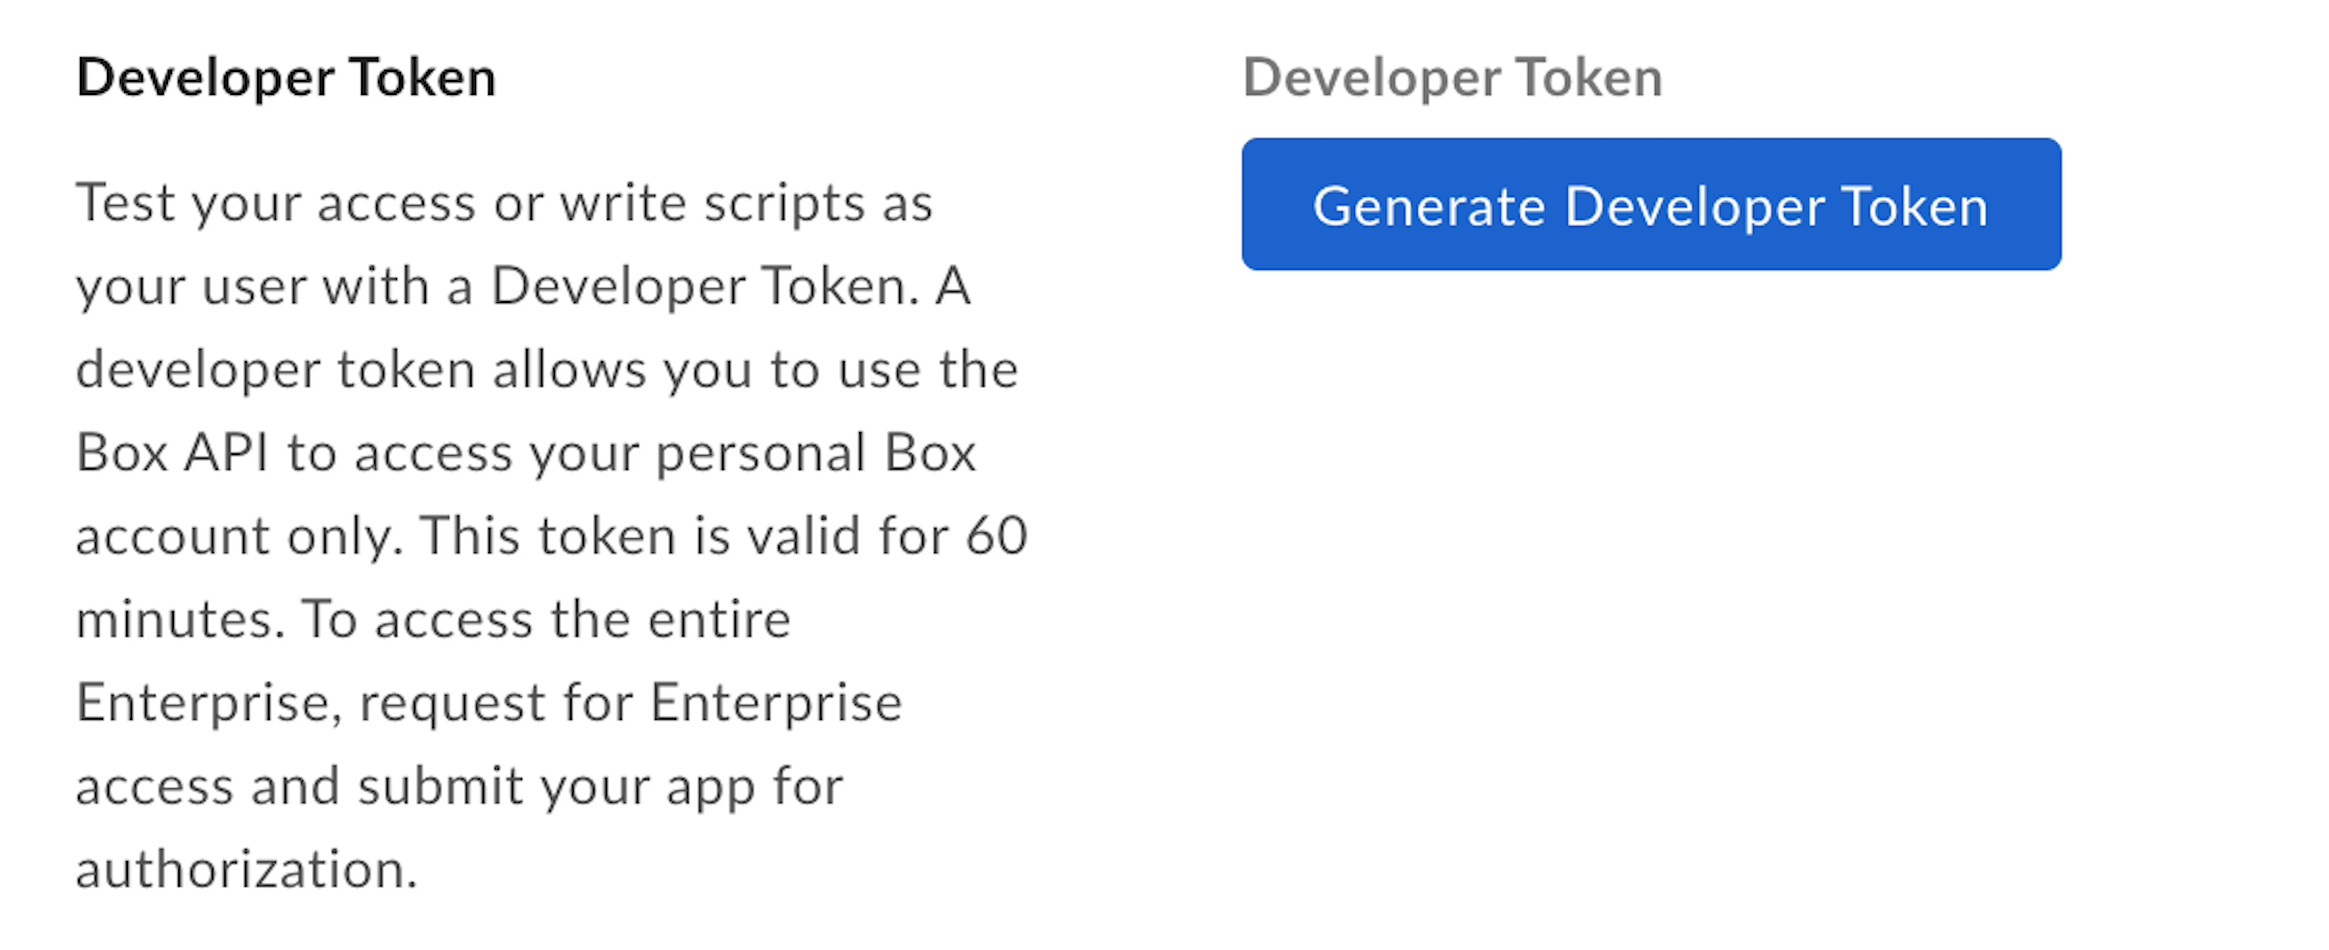 Developer Token
Test your access or write scripts as
your user with a Developer Token. A
developer token allows you to use the
Box API to access your personal Box
account only. This token is valid for 60
minutes. To access the entire
Enterprise, request for Enterprise
access and submit your app for
authorization.
Developer Token
Generate Developer Token